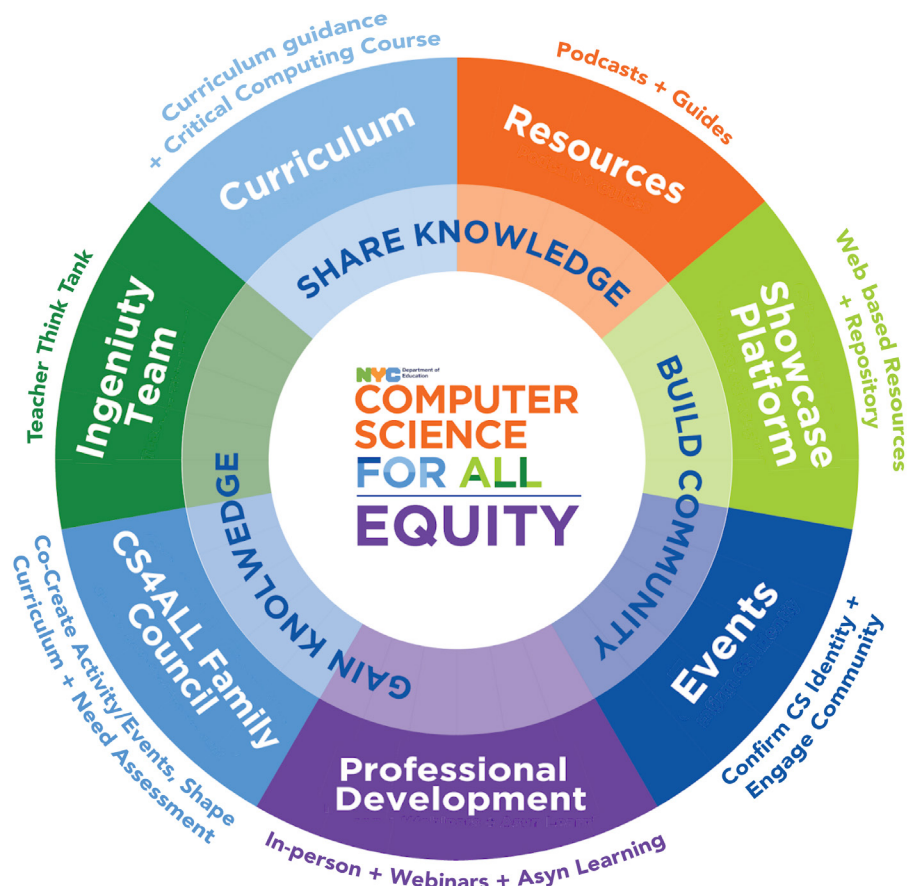 Curriculum guidance
+ Critical Computing Course
Curriculum
Podcasts + Guides
Resources
Web based Resources
+ Repository
Showcase
Platform
Confirm CS Identity +
Engage Community
Events
In-person + Webinars + Asyn Learning
Professional
Development
Co-Create Activity/Events, Shape
Curriculum + Need Assessment
CS4ALL Family
Council
Teacher Think Tank
Ingeniuty
Team
SHARE KNOWLEDGE
BUILD COMMUNITY
GAIN KNOLWEDGE
NYC Department of
Education
COMPUTER
SCIENCE
FOR ALL
EQUITY